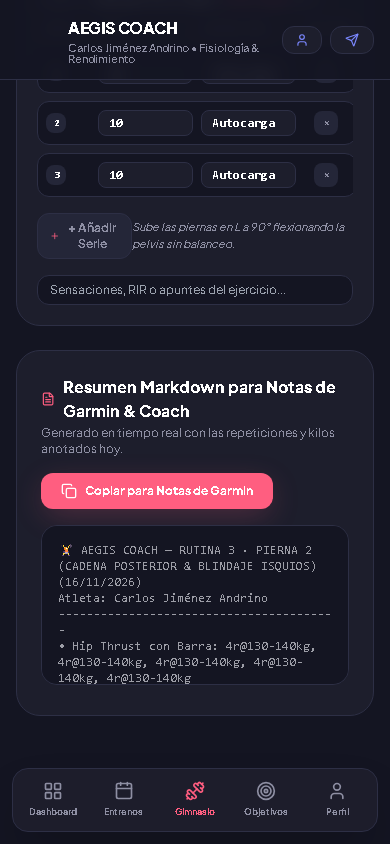 AEGIS COACH
Carlos Jiménez Andrino • Fisiología &
Rendimiento
2
10
Autocarga
×
3
10
Autocarga
×
+ + Añadir
Serie
Sube las piernas en L a 90° flexionando la
pelvis sin balanceo.
Sensaciones, RIR o apuntes del ejercicio...
Resumen Markdown para Notas de
Garmin & Coach
Generado en tiempo real con las repeticiones y kilos
anotados hoy.
Copiar para Notas de Garmin
🏋️ AEGIS COACH — RUTINA 3 · PIERNA 2
(CADENA POSTERIOR & BLINDAJE ISQUIOS)
(16/11/2026)
Atleta: Carlos Jiménez Andrino
-------------------------------------
-
• Hip Thrust con Barra: 4r@130-140kg,
4r@130-140kg, 4r@130-140kg, 4r@130-
140kg, 4r@130-140kg
Dashboard
Entrenos
Gimnasio
Objetivos
Perfil